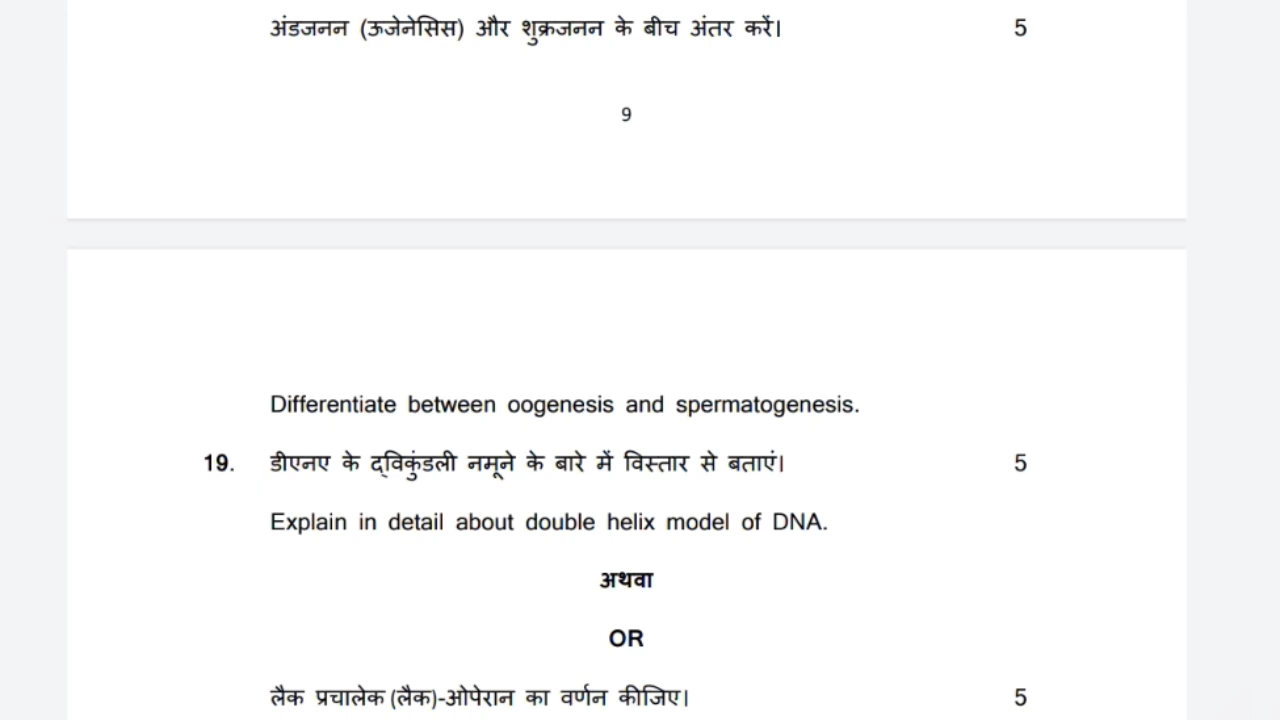 अंडजनन (ऊजेनेसिस) और शुक्रजनन के बीच अंतर करें। 5
9
Differentiate between oogenesis and spermatogenesis.
19. डीएनए के द्विकुंडली नमूने के बारे में विस्तार से बताएं। 5
Explain in detail about double helix model of DNA.
अथवा
OR
लैक प्रचालेक (लैक)-ओपेरान का वर्णन कीजिए। 5